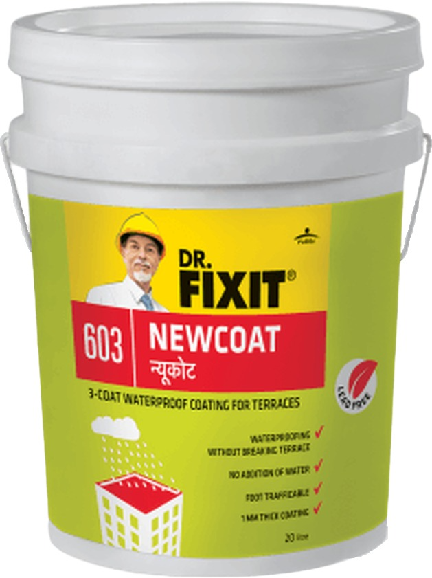 Pidilite
DR.
FIXIT®
603
NEWCOAT
न्यूकोट
3-COAT WATERPROOF COATING FOR TERRACES
LEAD FREE
WATERPROOFING
WITHOUT BREAKING TERRACE
NO ADDITION OF WATER
FOOT TRAFFICABLE
1 MM THICK COATING
20 litre